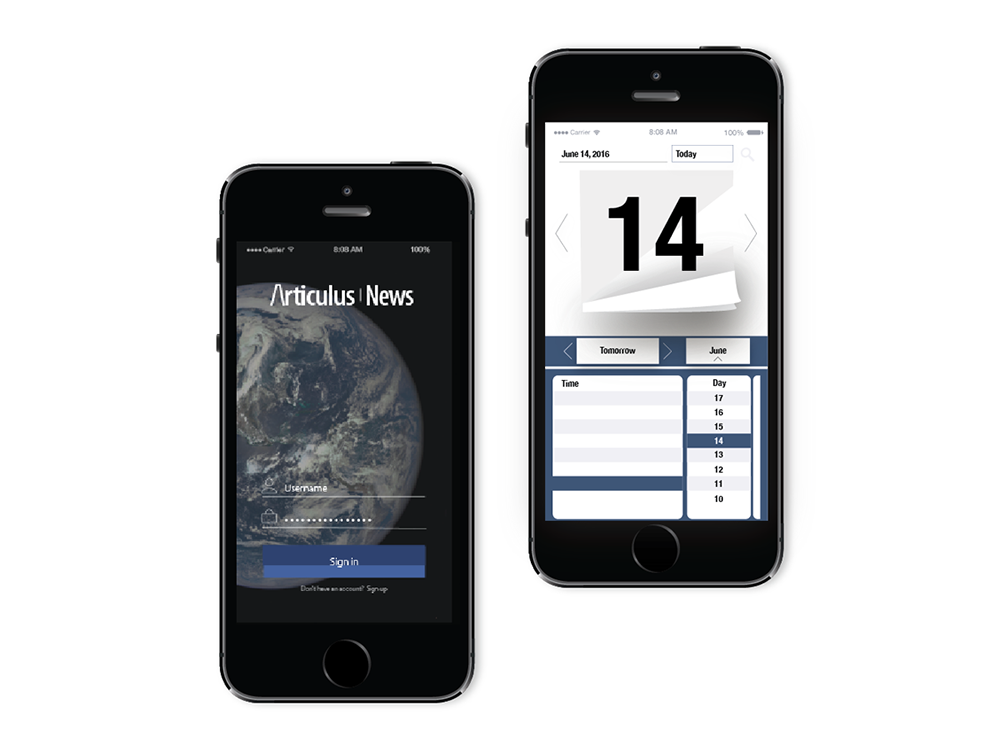 Carrier 8:08 AM 100%
Articulus | News
Username
Sign in
Don't have an account? Sign up
Carrier 8:08 AM 100%
June 14, 2016 Today
14
Tomorrow June
Time Day
17
16
15
14
13
12
11
10